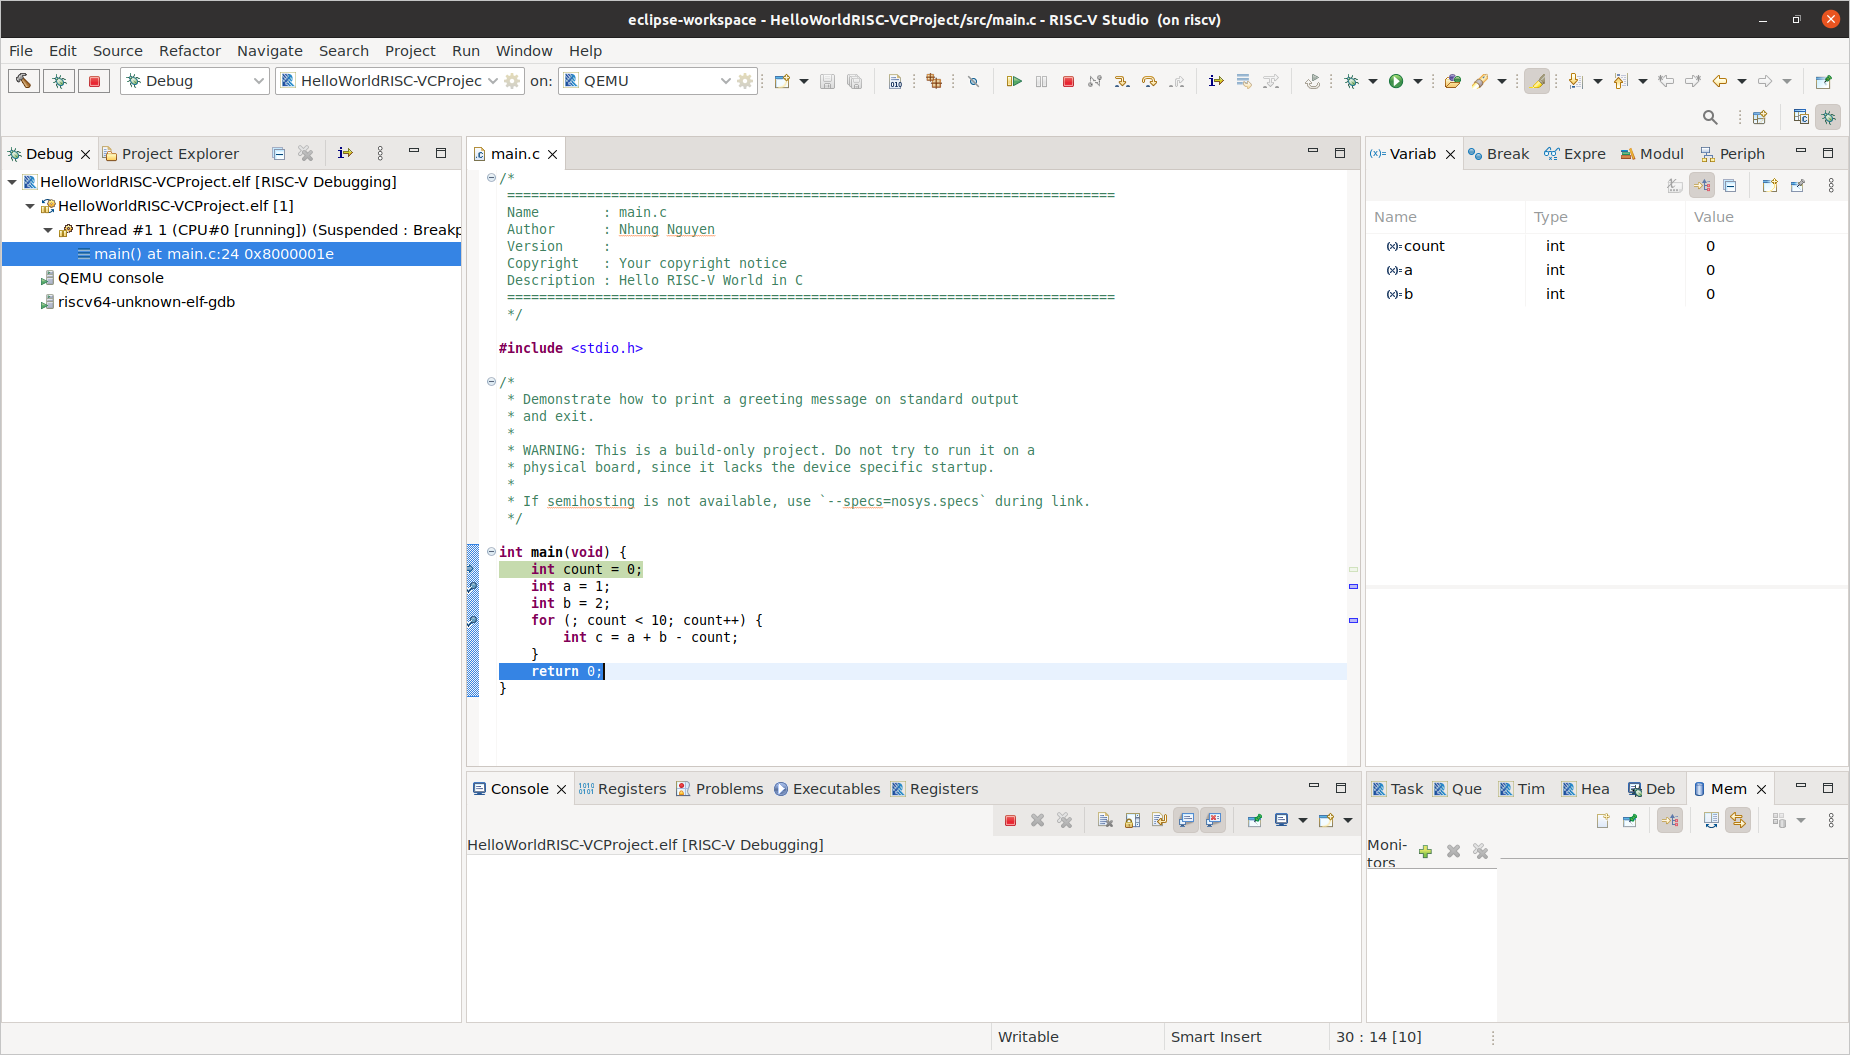 eclipse-workspace - HelloWorldRISC-VCProject/src/main.c - RISC-V Studio (on riscv)
File Edit Source Refactor Navigate Search Project Run Window Help
Debug HelloWorldRISC-VCProjec on: QEMU
Debug Project Explorer
HelloWorldRISC-VCProject.elf [RISC-V Debugging]
HelloWorldRISC-VCProject.elf [1]
Thread #1 1 (CPU#0 [running]) (Suspended : Breakp
main() at main.c:24 0x8000001e
QEMU console
riscv64-unknown-elf-gdb
main.c
/*
============================================================================
Name        : main.c
Author      : Nhung Nguyen
Version     :
Copyright   : Your copyright notice
Description : Hello RISC-V World in C
============================================================================
*/
#include <stdio.h>
/*
* Demonstrate how to print a greeting message on standard output
* and exit.
*
* WARNING: This is a build-only project. Do not try to run it on a
* physical board, since it lacks the device specific startup.
*
* If semihosting is not available, use `--specs=nosys.specs` during link.
*/
int main(void) {
int count = 0;
int a = 1;
int b = 2;
for (; count < 10; count++) {
int c = a + b - count;
}
return 0;
}
(x)= Variab Break Expre Modul Periph
Name Type Value
(x)= count int 0
(x)= a int 0
(x)= b int 0
Console Registers Problems Executables Registers
HelloWorldRISC-VCProject.elf [RISC-V Debugging]
Task Que Tim Hea Deb Mem
Moni-
tors
Writable Smart Insert 30 : 14 [10]